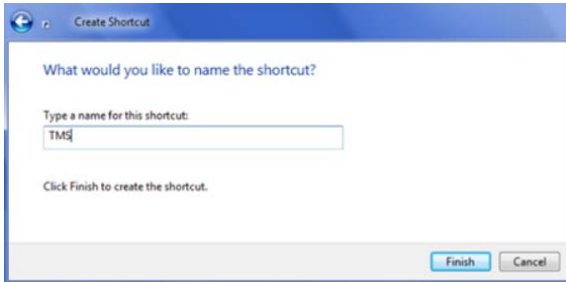 Create Shortcut
What would you like to name the shortcut?
Type a name for this shortcut:
TMS
Click Finish to create the shortcut.
Finish Cancel